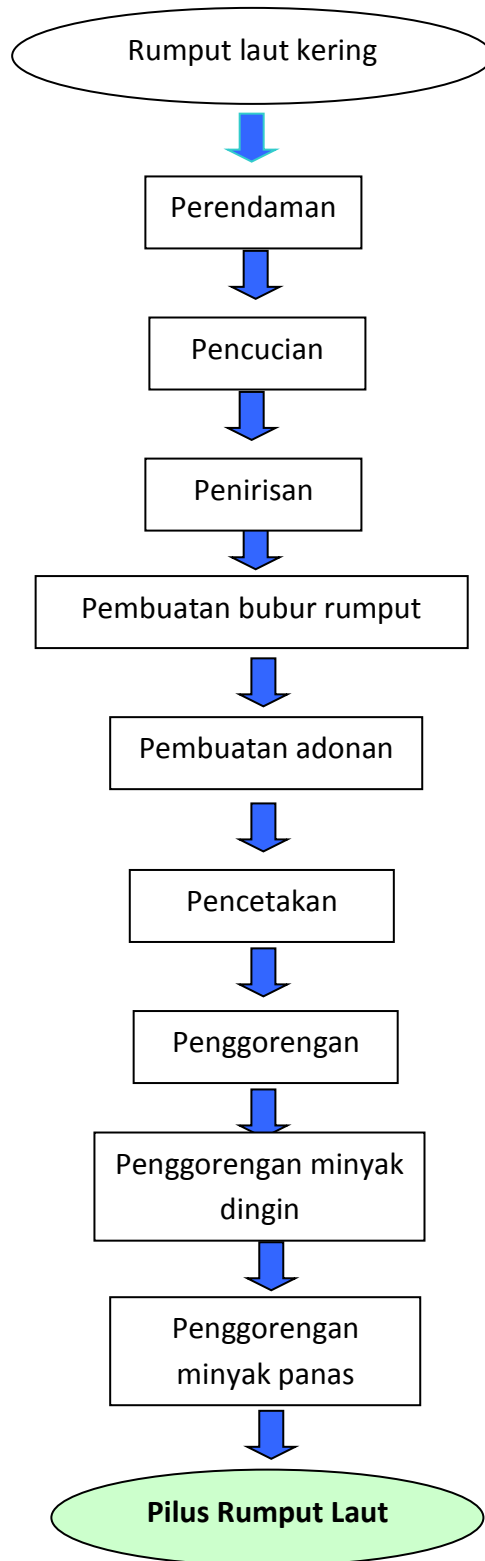 Rumput laut kering
Perendaman
Pencucian
Penirisan
Pembuatan bubur rumput
Pembuatan adonan
Pencetakan
Penggorengan
Penggorengan minyak
dingin
Penggorengan
minyak panas
Pilus Rumput Laut